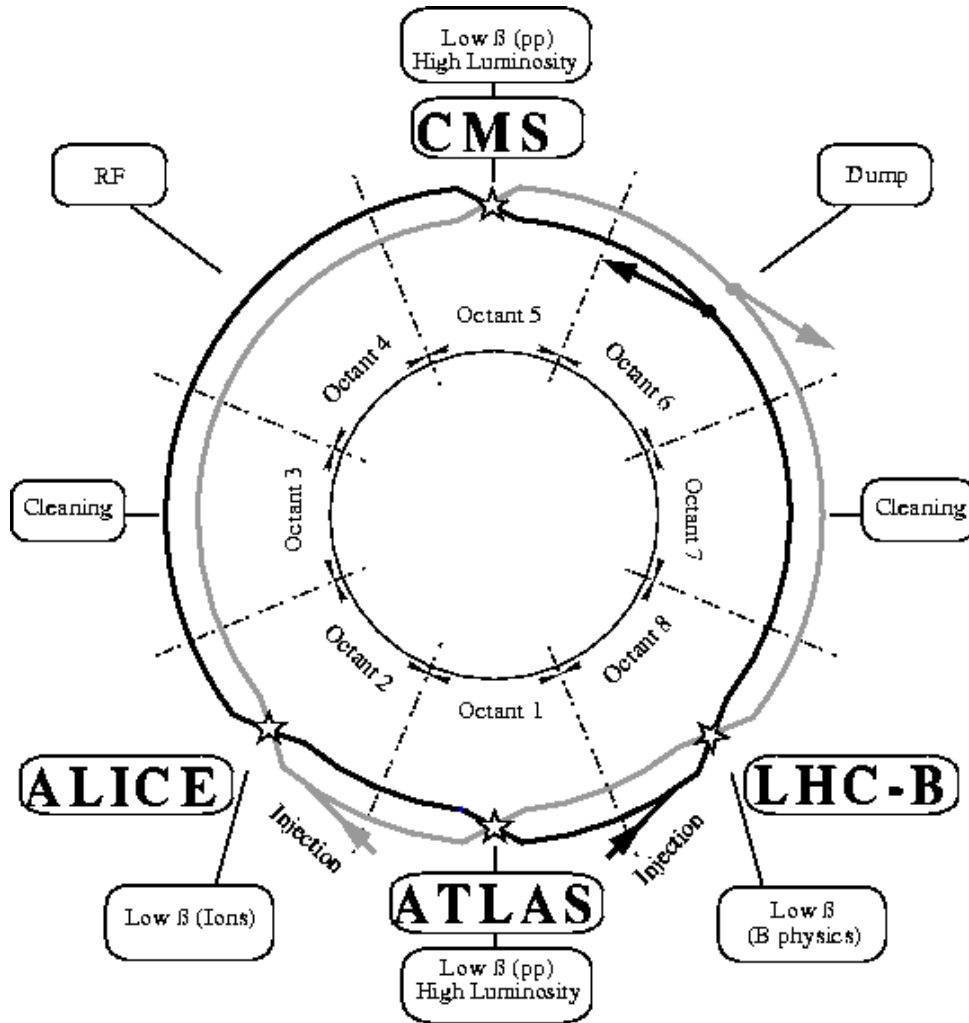 Low ß (pp)
High Luminosity
CMS
RF
Dump
Octant 5
Octant 4
Octant 6
Cleaning
Octant 3
Octant 7
Cleaning
Octant 2
Octant 8
Octant 1
ALICE
LHC-B
Injection
Injection
ATLAS
Low ß (Ions)
Low ß
(B physics)
Low ß (pp)
High Luminosity